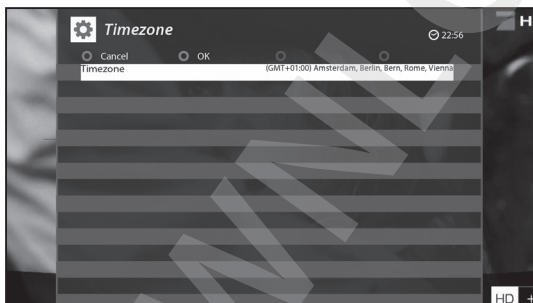 Timezone
22:56
H
Cancel OK
Timezone (GMT+01:00) Amsterdam, Berlin, Bern, Rome, Vienna
HD +